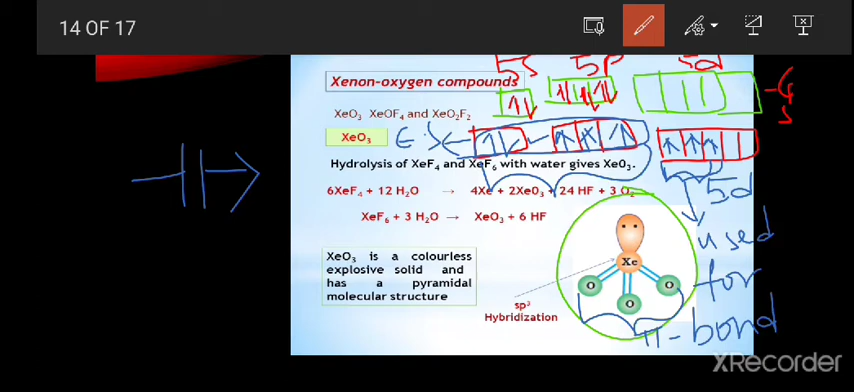 14 OF 17
5s 5p 5d
Xenon-oxygen compounds
XeO₃ XeOF₄ and XeO₂F₂
XeO₃
Hydrolysis of XeF₄ and XeF₆ with water gives Xe0₃.
6XeF₄ + 12 H₂O → 4Xe + 2Xe0₃ + 24 HF + 3 O₂
XeF₆ + 3 H₂O → XeO₃ + 6 HF
5d
used
for
π-bond
XeO₃ is a colourless
explosive solid and
has a pyramidal
molecular structure
Xe
O O O
sp³
Hybridization
XRecorder